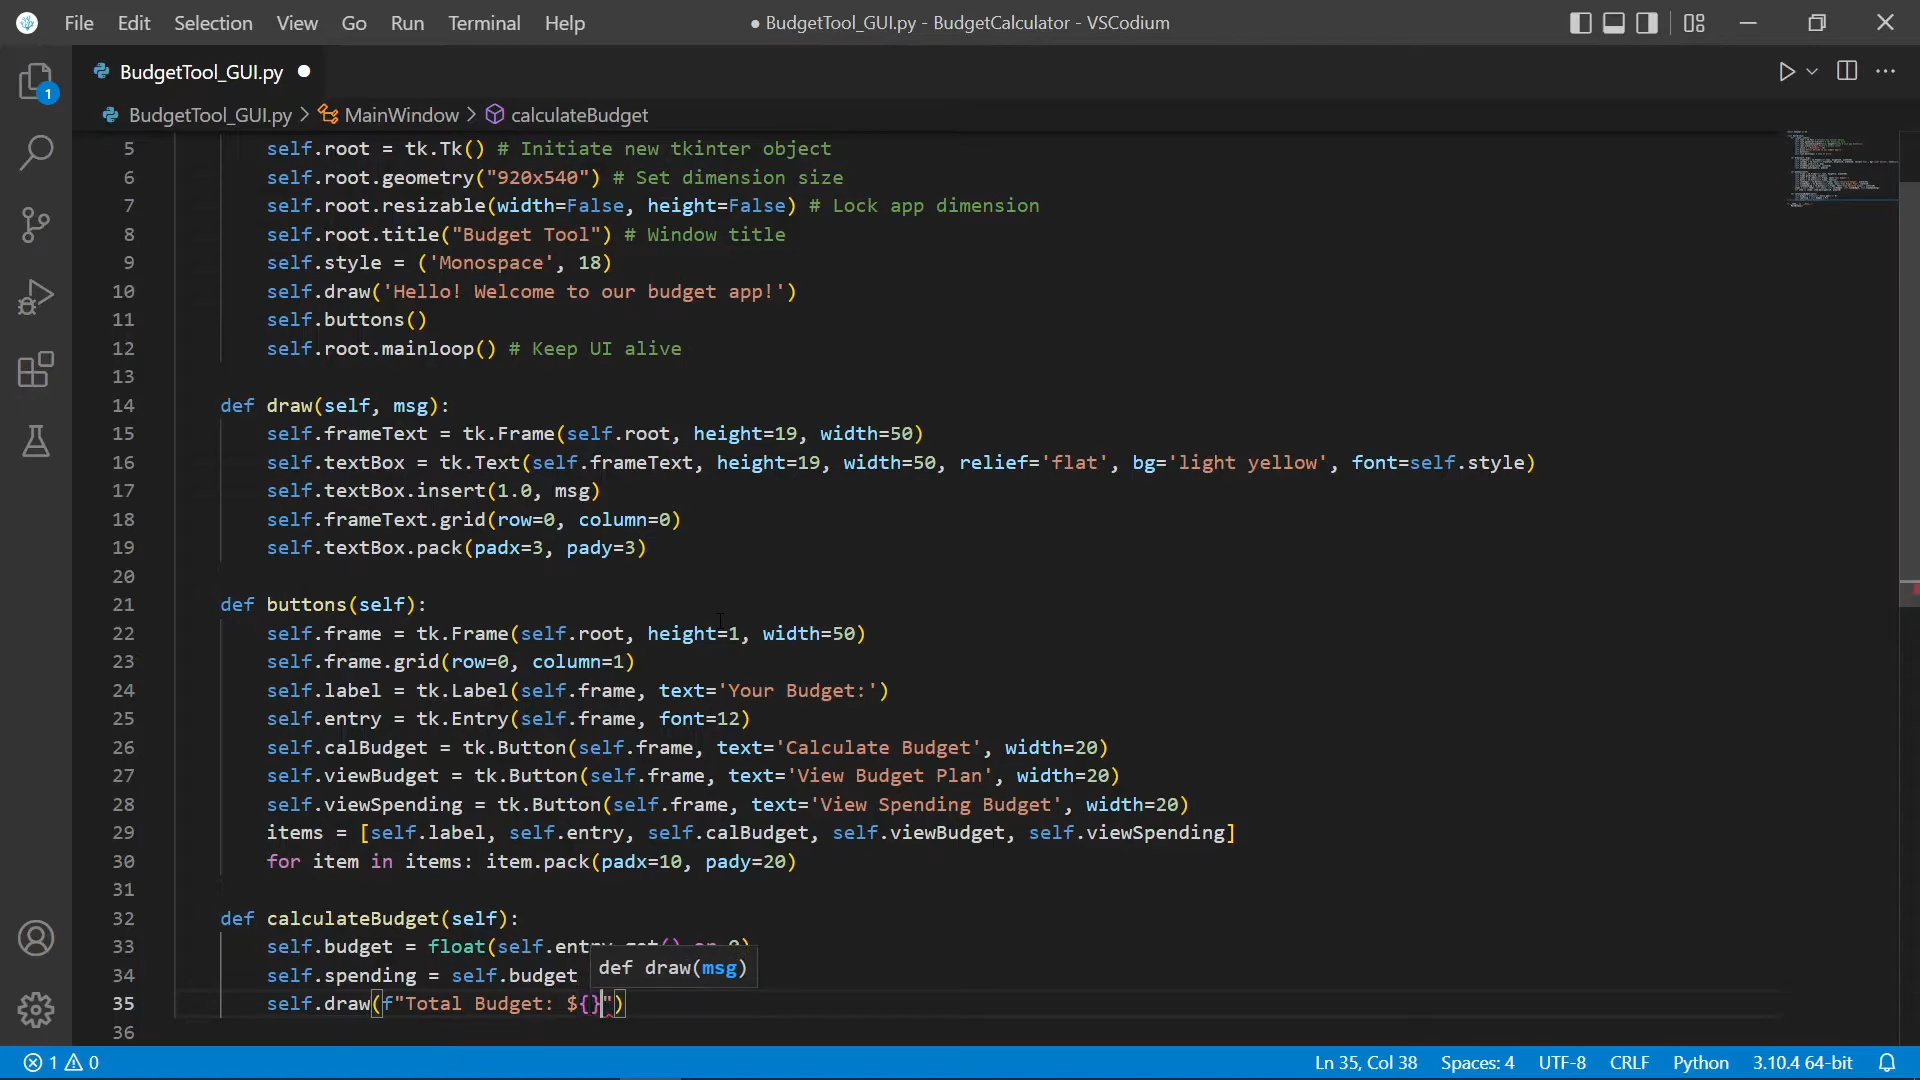 File Edit Selection View Go Run Terminal Help
● BudgetTool_GUI.py - BudgetCalculator - VSCodium
BudgetTool_GUI.py ●
1
BudgetTool_GUI.py > MainWindow > calculateBudget
5 self.root = tk.Tk() # Initiate new tkinter object
6 self.root.geometry("920x540") # Set dimension size
7 self.root.resizable(width=False, height=False) # Lock app dimension
8 self.root.title("Budget Tool") # Window title
9 self.style = ('Monospace', 18)
10 self.draw('Hello! Welcome to our budget app!')
11 self.buttons()
12 self.root.mainloop() # Keep UI alive
13
14 def draw(self, msg):
15 self.frameText = tk.Frame(self.root, height=19, width=50)
16 self.textBox = tk.Text(self.frameText, height=19, width=50, relief='flat', bg='light yellow', font=self.style)
17 self.textBox.insert(1.0, msg)
18 self.frameText.grid(row=0, column=0)
19 self.textBox.pack(padx=3, pady=3)
20
21 def buttons(self):
22 self.frame = tk.Frame(self.root, height=1, width=50)
23 self.frame.grid(row=0, column=1)
24 self.label = tk.Label(self.frame, text='Your Budget:')
25 self.entry = tk.Entry(self.frame, font=12)
26 self.calBudget = tk.Button(self.frame, text='Calculate Budget', width=20)
27 self.viewBudget = tk.Button(self.frame, text='View Budget Plan', width=20)
28 self.viewSpending = tk.Button(self.frame, text='View Spending Budget', width=20)
29 items = [self.label, self.entry, self.calBudget, self.viewBudget, self.viewSpending]
30 for item in items: item.pack(padx=10, pady=20)
31
32 def calculateBudget(self):
33 self.budget = float(self.entry.get() or 0)
34 self.spending = self.budget
def draw(msg)
35 self.draw(f"Total Budget: ${}")
36
1 0
Ln 35, Col 38 Spaces: 4 UTF-8 CRLF Python 3.10.4 64-bit